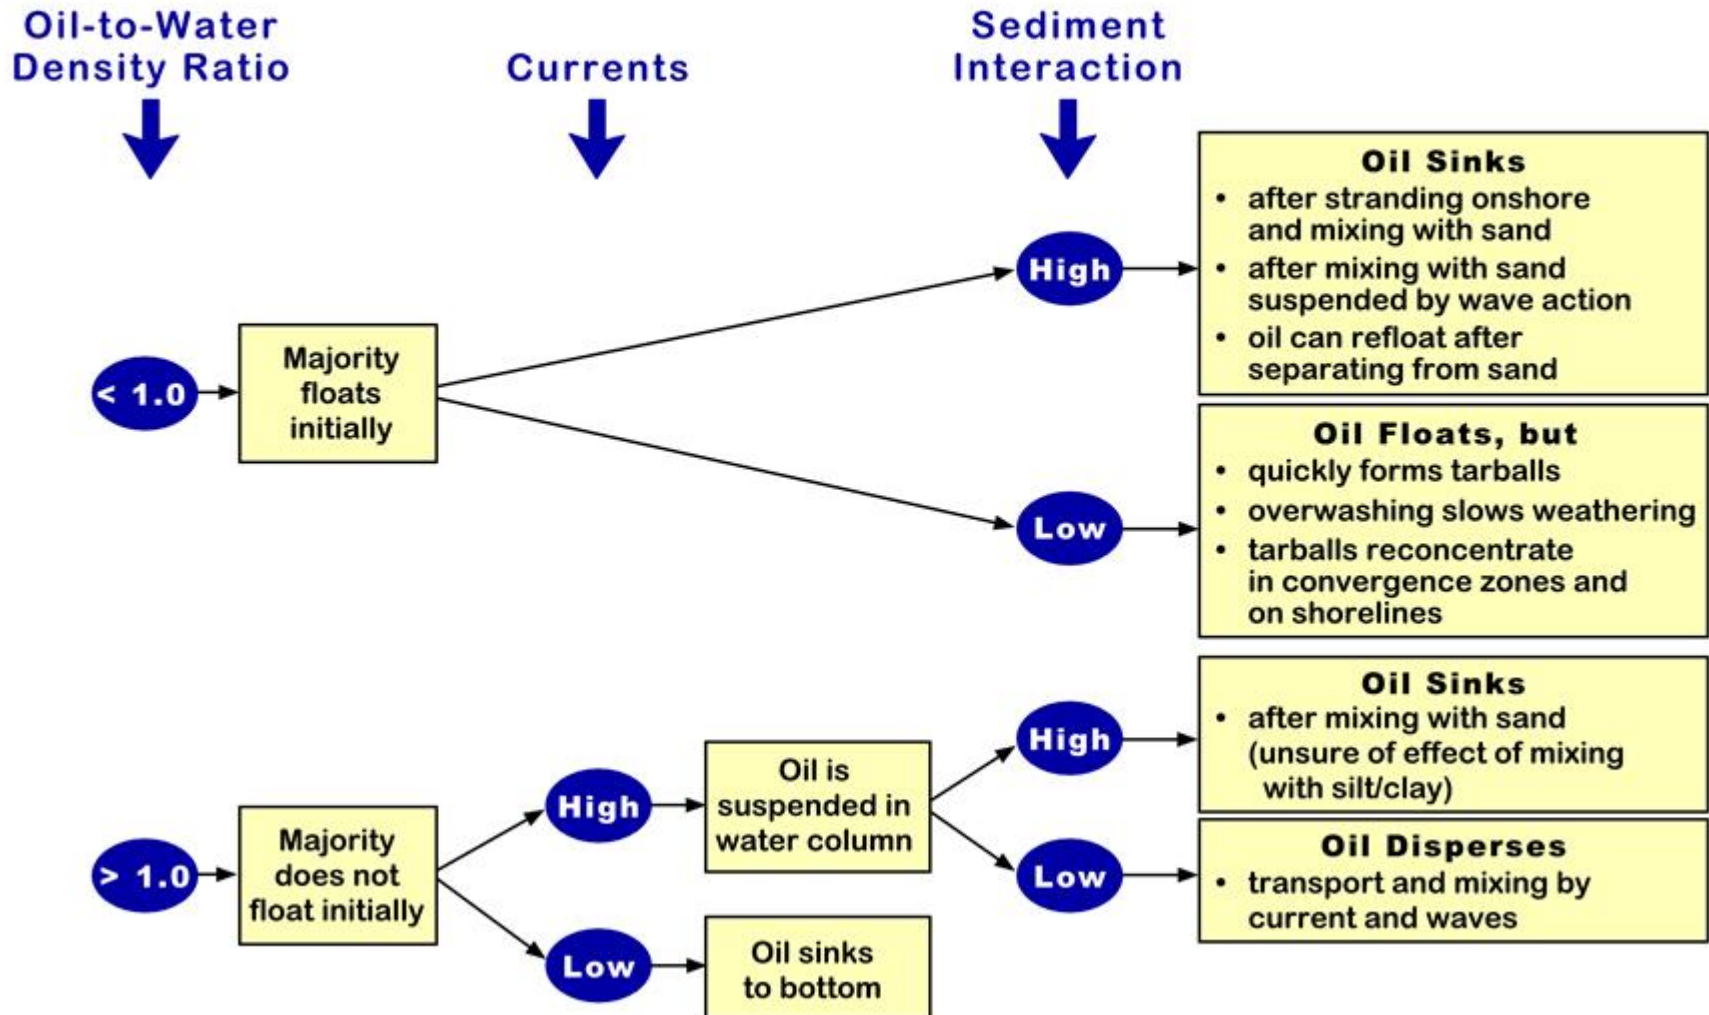 Oil-to-Water
Density Ratio
Currents
Sediment
Interaction
< 1.0
Majority
floats
initially
High
Oil Sinks
• after stranding onshore
and mixing with sand
• after mixing with sand
suspended by wave action
• oil can refloat after
separating from sand
Low
Oil Floats, but
• quickly forms tarballs
• overwashing slows weathering
• tarballs reconcentrate
in convergence zones and
on shorelines
> 1.0
Majority
does not
float initially
High
Oil is
suspended in
water column
High
Oil Sinks
• after mixing with sand
(unsure of effect of mixing
with silt/clay)
Low
Oil Disperses
• transport and mixing by
current and waves
Low
Oil sinks
to bottom